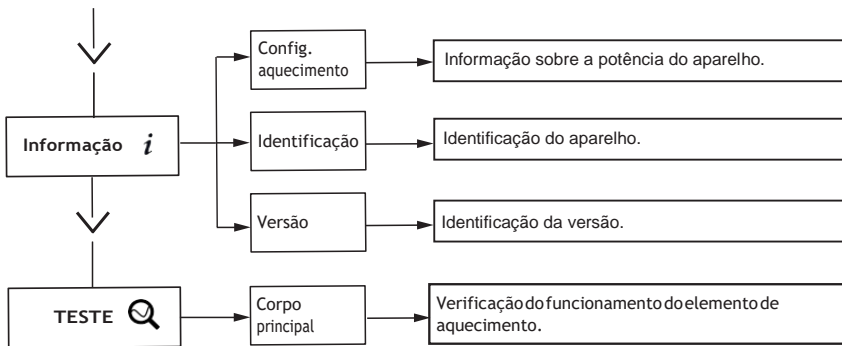 Config.
aquecimento
Informação sobre a potência do aparelho.
Informação i
Identificação
Identificação do aparelho.
Versão
Identificação da versão.
TESTE
Corpo
principal
Verificação do funcionamento do elemento de
aquecimento.